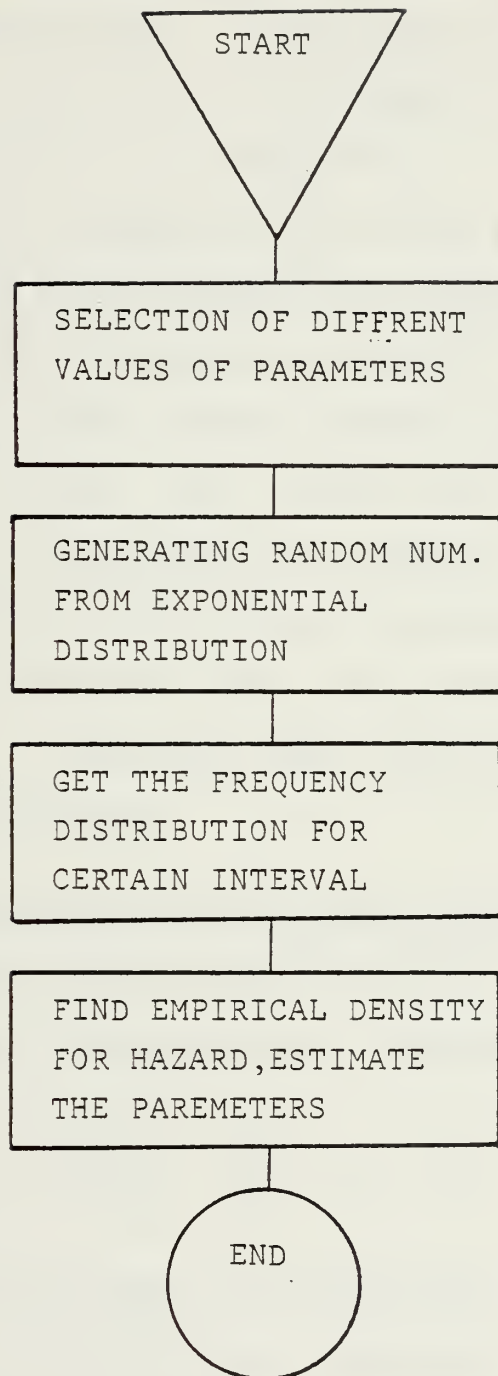 START
SELECTION OF DIFFRENT
VALUES OF PARAMETERS
GENERATING RANDOM NUM.
FROM EXPONENTIAL
DISTRIBUTION
GET THE FREQUENCY
DISTRIBUTION FOR
CERTAIN INTERVAL
FIND EMPIRICAL DENSITY
FOR HAZARD,ESTIMATE
THE PAREMETERS
END